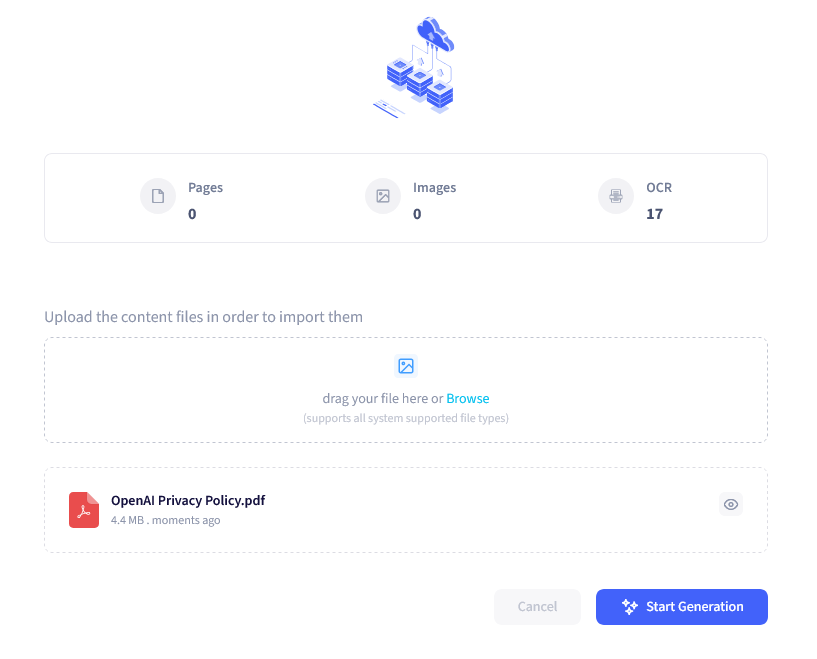 Pages
0
Images
0
OCR
17
Upload the content files in order to import them
drag your file here or Browse
(supports all system supported file types)
OpenAI Privacy Policy.pdf
4.4 MB . moments ago
Cancel
Start Generation